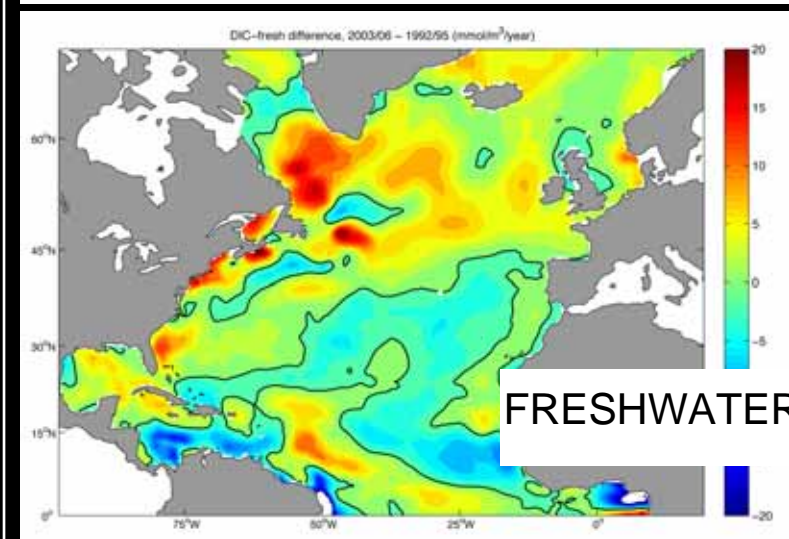 DIC-fresh difference, 2003/06 - 1992/95 (mmol/m³/year)
20
15
10
5
0
-5
-20
60°N
45°N
30°N
15°N
0°
75°W
50°W
25°W
0°
FRESHWATER